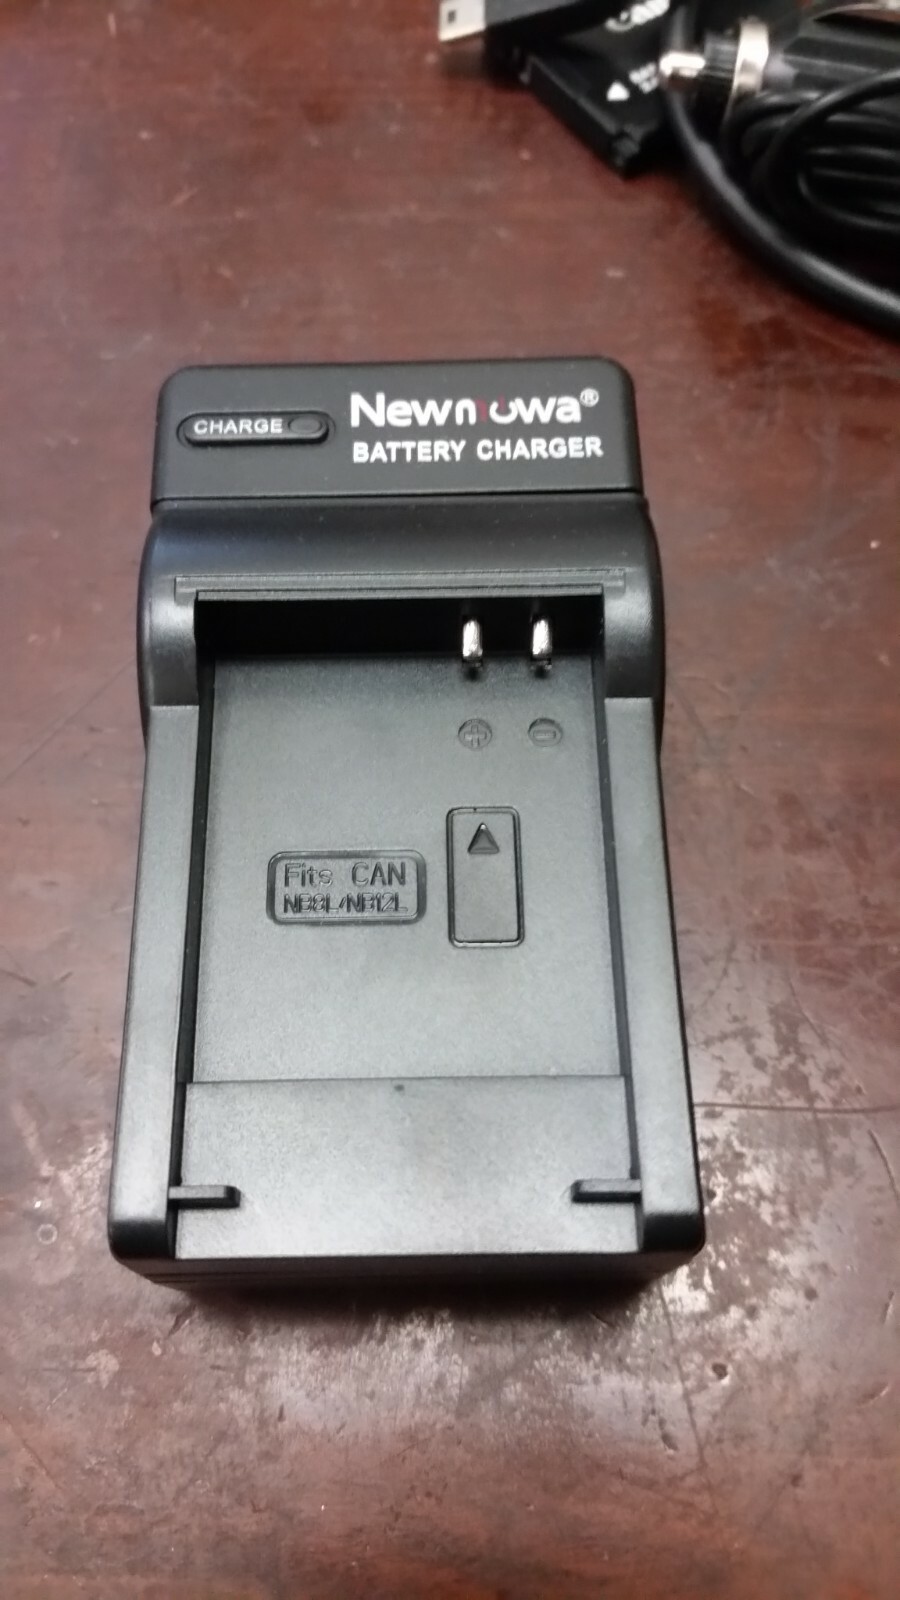 CHARGE
Newmowa®
BATTERY CHARGER
+ -
Fits CAN
NB8L/NB12L